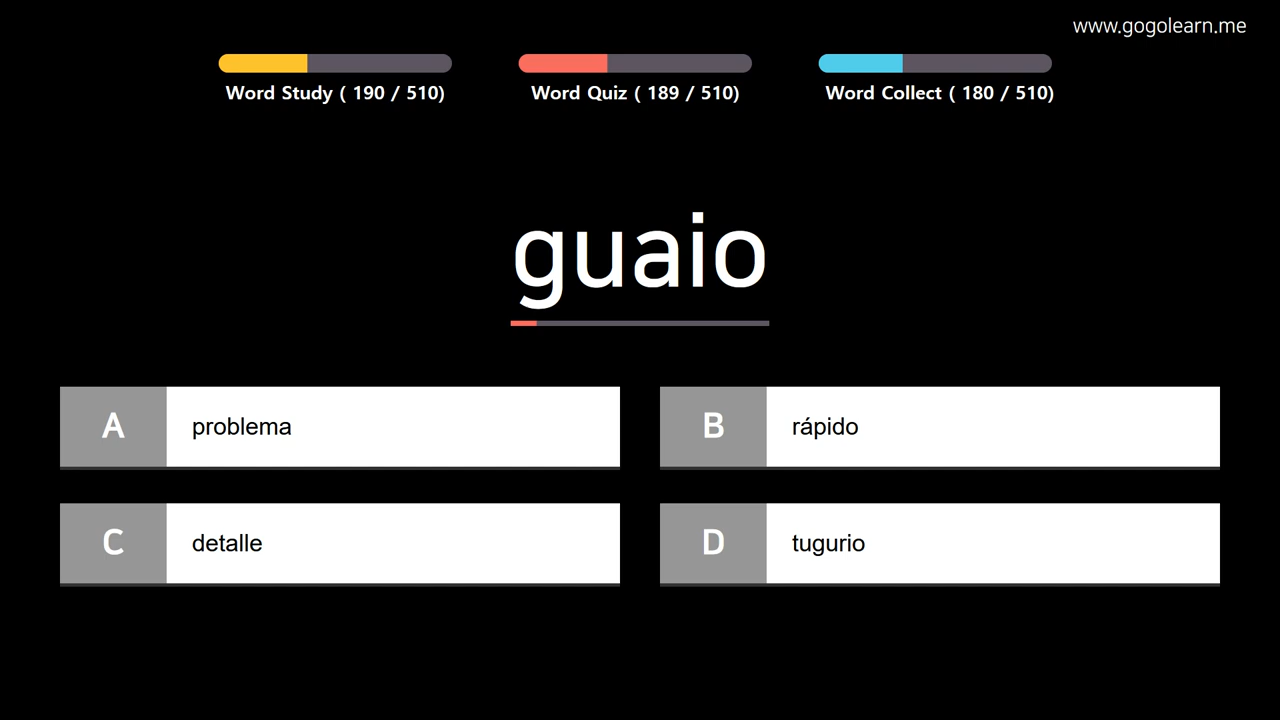 www.gogolearn.me
Word Study ( 190 / 510)
Word Quiz ( 189 / 510)
Word Collect ( 180 / 510)
guaio
A problema
B rápido
C detalle
D tugurio